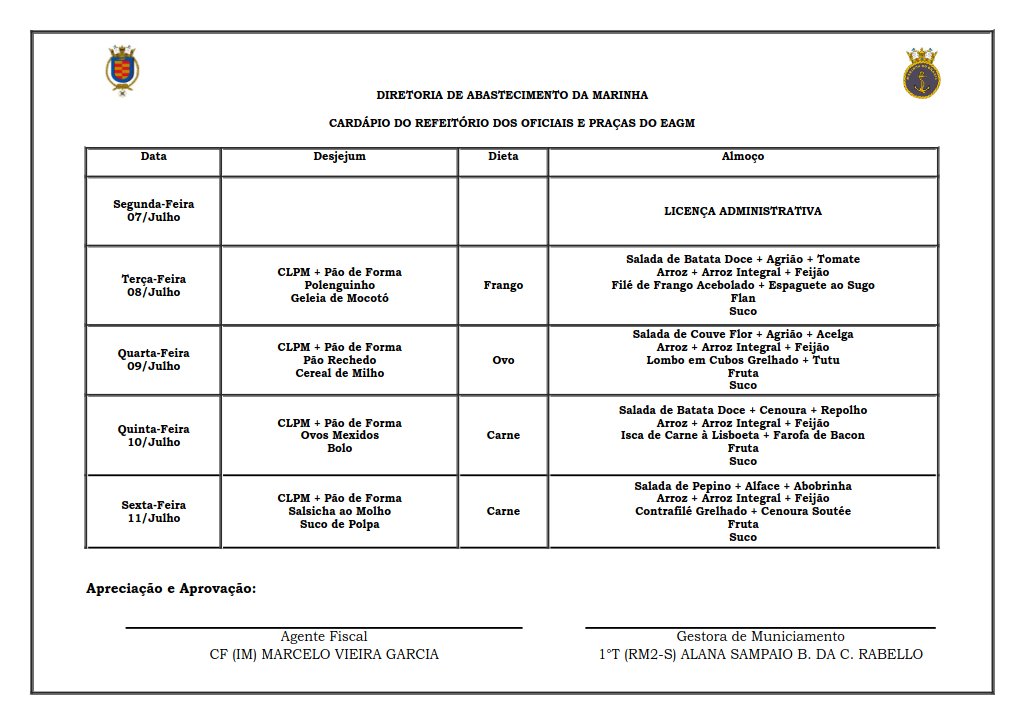 DIRETORIA DE ABASTECIMENTO DA MARINHA
CARDÁPIO DO REFEITÓRIO DOS OFICIAIS E PRAÇAS DO EAGM
Data Desjejum Dieta Almoço
Segunda-Feira
07/Julho
LICENÇA ADMINISTRATIVA
Terça-Feira
08/Julho
CLPM + Pão de Forma
Polenguinho
Geleia de Mocotó
Frango
Salada de Batata Doce + Agrião + Tomate
Arroz + Arroz Integral + Feijão
Filé de Frango Acebolado + Espaguete ao Sugo
Flan
Suco
Quarta-Feira
09/Julho
CLPM + Pão de Forma
Pão Rechedo
Cereal de Milho
Ovo
Salada de Couve Flor + Agrião + Acelga
Arroz + Arroz Integral + Feijão
Lombo em Cubos Grelhado + Tutu
Fruta
Suco
Quinta-Feira
10/Julho
CLPM + Pão de Forma
Ovos Mexidos
Bolo
Carne
Salada de Batata Doce + Cenoura + Repolho
Arroz + Arroz Integral + Feijão
Isca de Carne à Lisboeta + Farofa de Bacon
Fruta
Suco
Sexta-Feira
11/Julho
CLPM + Pão de Forma
Salsicha ao Molho
Suco de Polpa
Carne
Salada de Pepino + Alface + Abobrinha
Arroz + Arroz Integral + Feijão
Contrafilé Grelhado + Cenoura Soutée
Fruta
Suco
Apreciação e Aprovação:
Agente Fiscal
CF (IM) MARCELO VIEIRA GARCIA
Gestora de Municiamento
1°T (RM2-S) ALANA SAMPAIO B. DA C. RABELLO